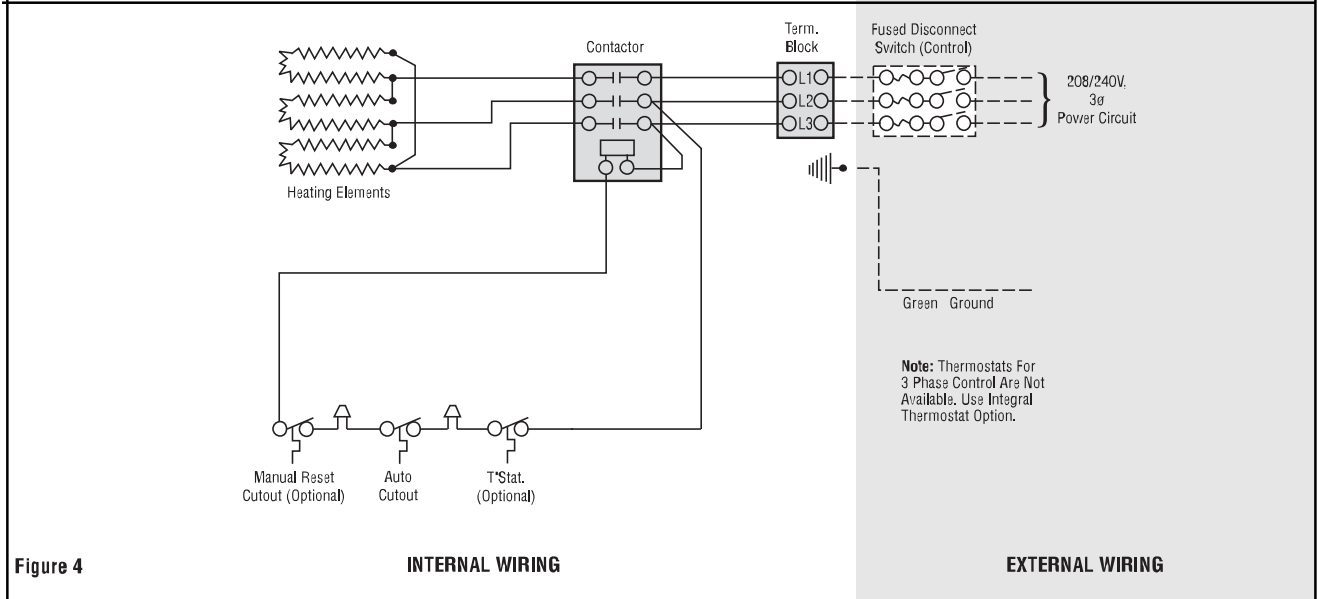 Term.
Block
Fused Disconnect
Switch (Control)
Contactor
L1
L2
L3
208/240V,
3ø
Power Circuit
Heating Elements
Green Ground
Note: Thermostats For
3 Phase Control Are Not
Available. Use Integral
Thermostat Option.
Manual Reset
Cutout (Optional)
Auto
Cutout
T•Stat.
(Optional)
Figure 4
INTERNAL WIRING
EXTERNAL WIRING